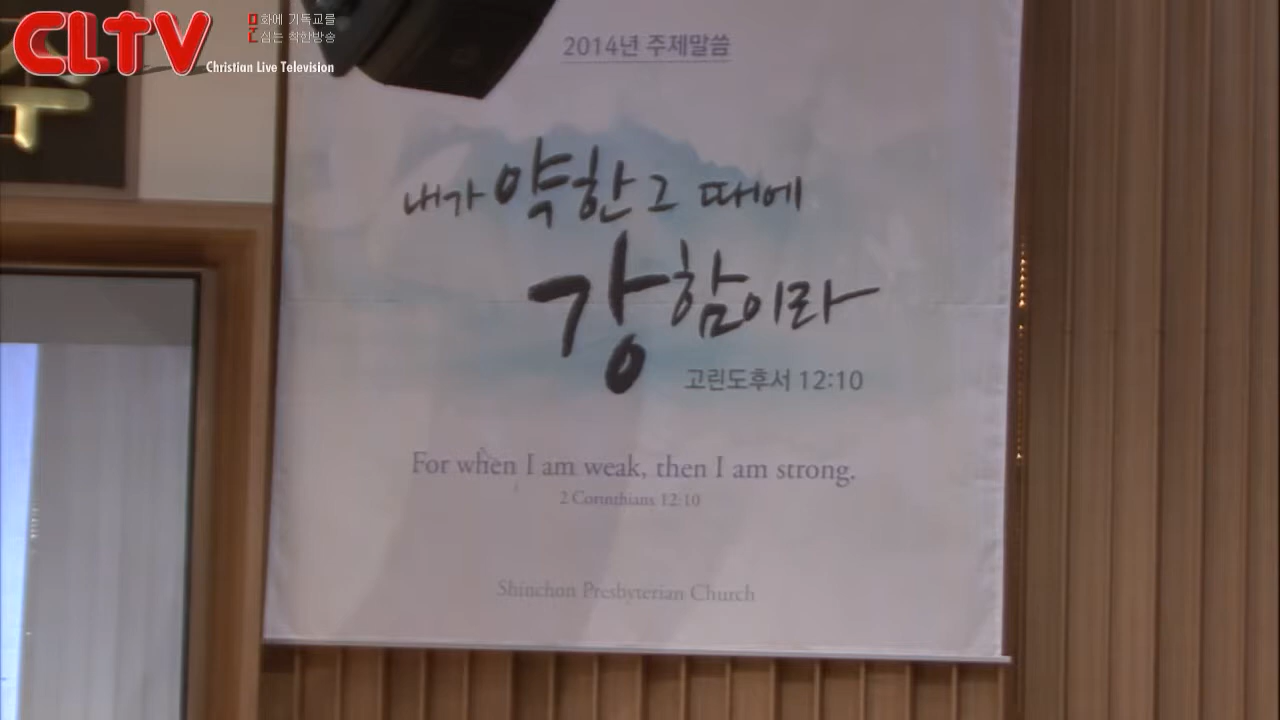 CLTV
문화에 기독교를
심는 착한방송
Christian Live Television
2014년 주제말씀
내가 약한 그 때에
강함이라
고린도후서 12:10
For when I am weak, then I am strong.
2 Corinthians 12:10
Shinchon Presbyterian Church